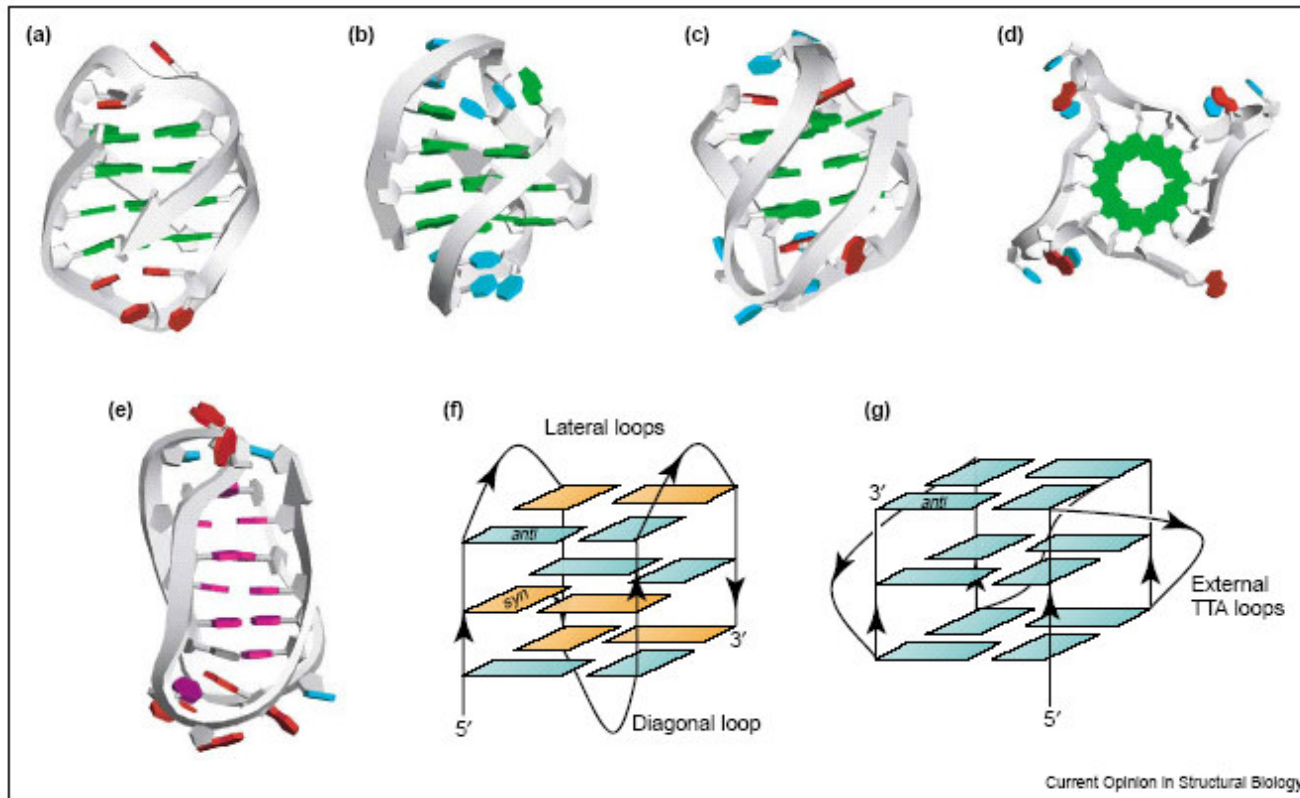 (a)
(b)
(c)
(d)
(e)
(f)
(g)
Lateral loops
anti
syn
3′
5′
Diagonal loop
3′
anti
External
TTA loops
5′
Current Opinion in Structural Biology